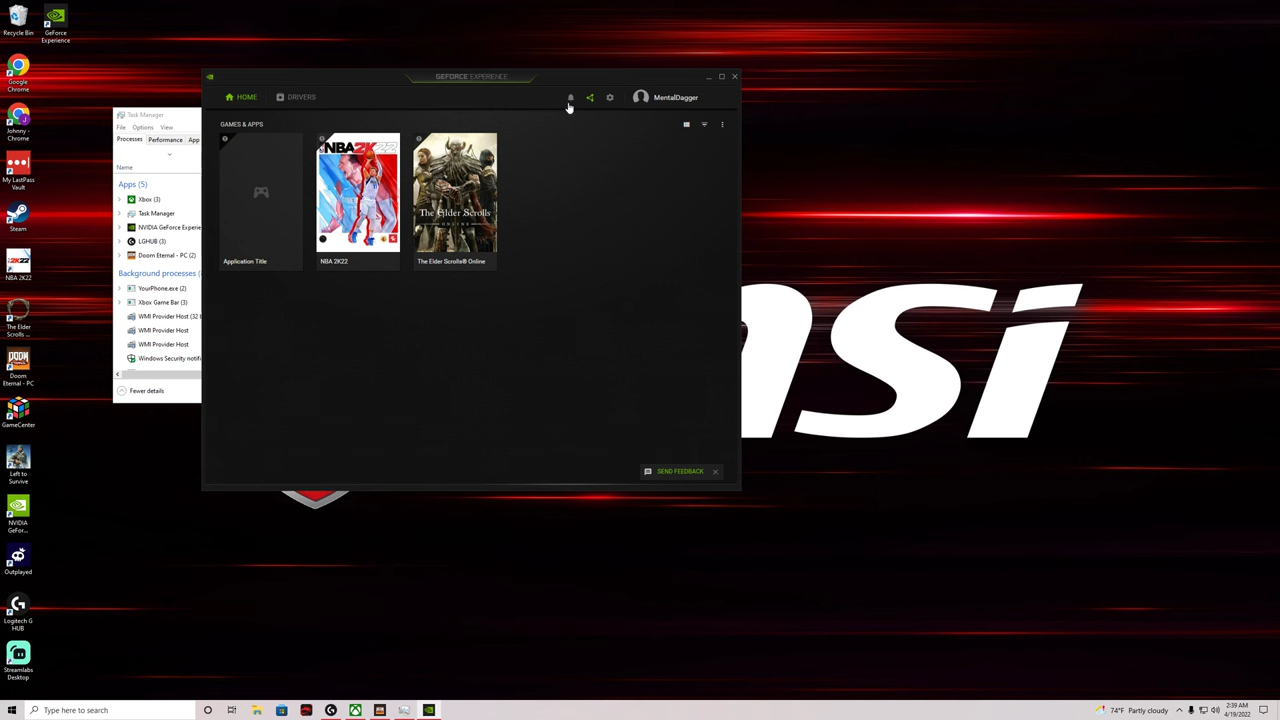 Recycle Bin
GeForce
Experience
Google
Chrome
Johnny -
Chrome
My LastPass
Vault
Steam
NBA 2K22
The Elder
Scrolls ...
Doom
Eternal - PC
GameCenter
Left to
Survive
NVIDIA
GeFor...
Outplayed
Logitech G
HUB
Streamlabs
Desktop
Task Manager
File Options View
Processes Performance App
Name
Apps (5)
Xbox (3)
Task Manager
NVIDIA GeForce Experie
LGHUB (3)
Doom Eternal - PC (2)
Background processes (
YourPhone.exe (2)
Xbox Game Bar (3)
WMI Provider Host (32 b
WMI Provider Host
WMI Provider Host
Windows Security notifi
Fewer details
GEFORCE EXPERIENCE
HOME DRIVERS
MentalDagger
GAMES & APPS
NBA2K22
The Elder Scrolls
ONLINE
Application Title
NBA 2K22
The Elder Scrolls® Online
SEND FEEDBACK
msi
Type here to search
74°F Partly cloudy
2:39 AM
4/19/2022